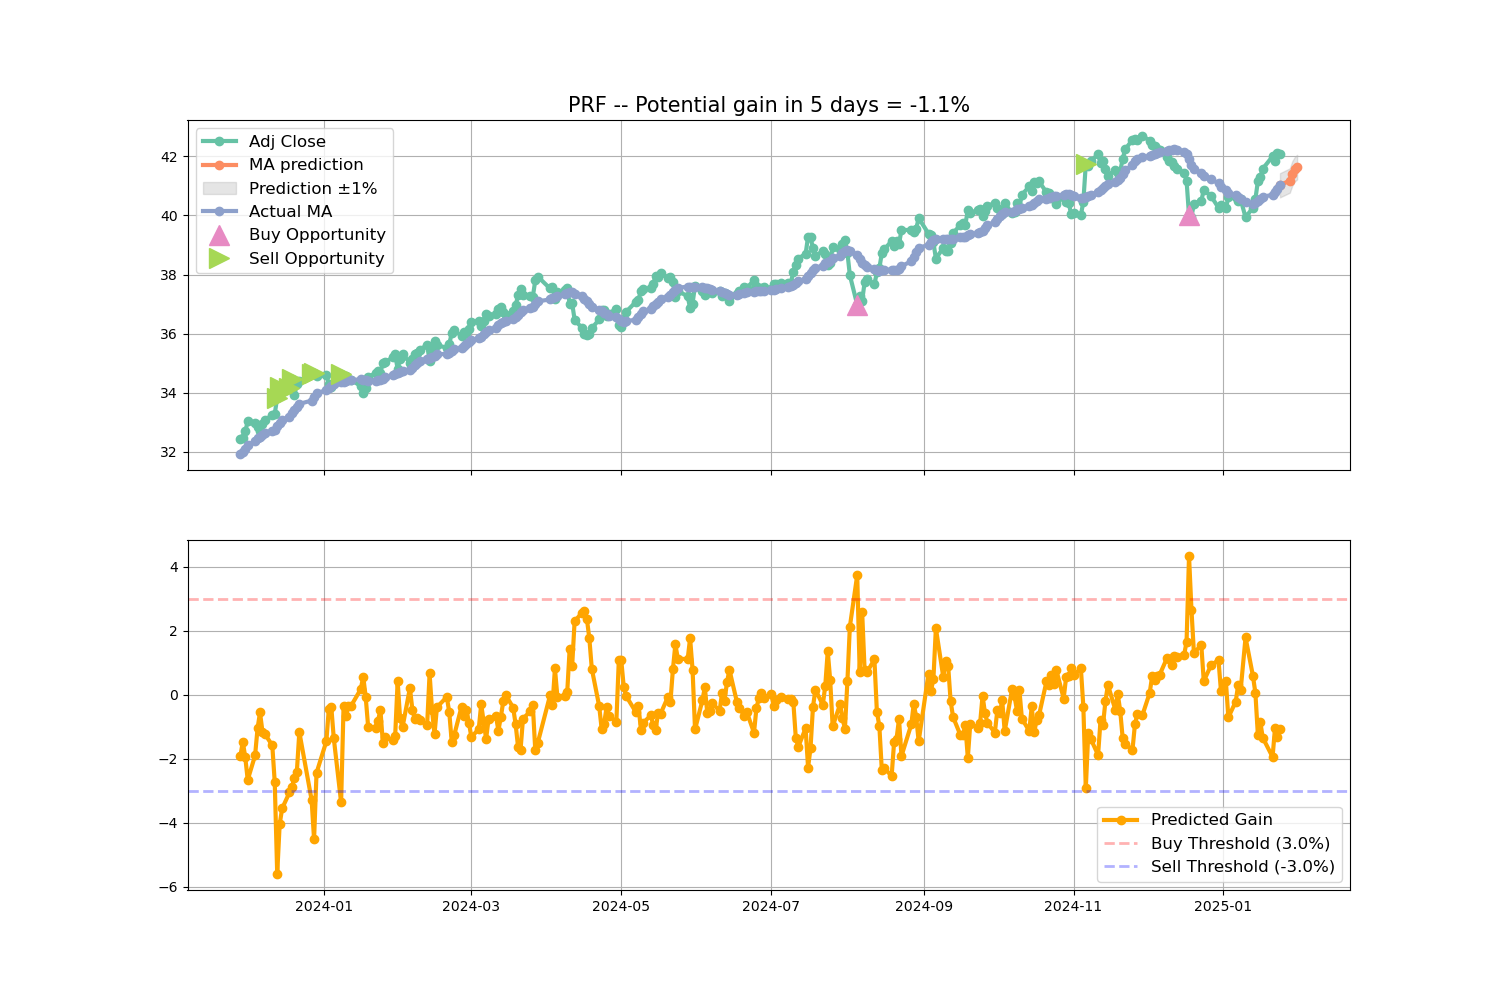 PRF -- Potential gain in 5 days = -1.1%
Adj Close
MA prediction
Prediction ±1%
Actual MA
Buy Opportunity
Sell Opportunity
42
40
38
36
34
32
4
2
0
−2
−4
−6
Predicted Gain
Buy Threshold (3.0%)
Sell Threshold (-3.0%)
2024-01 2024-03 2024-05 2024-07 2024-09 2024-11 2025-01